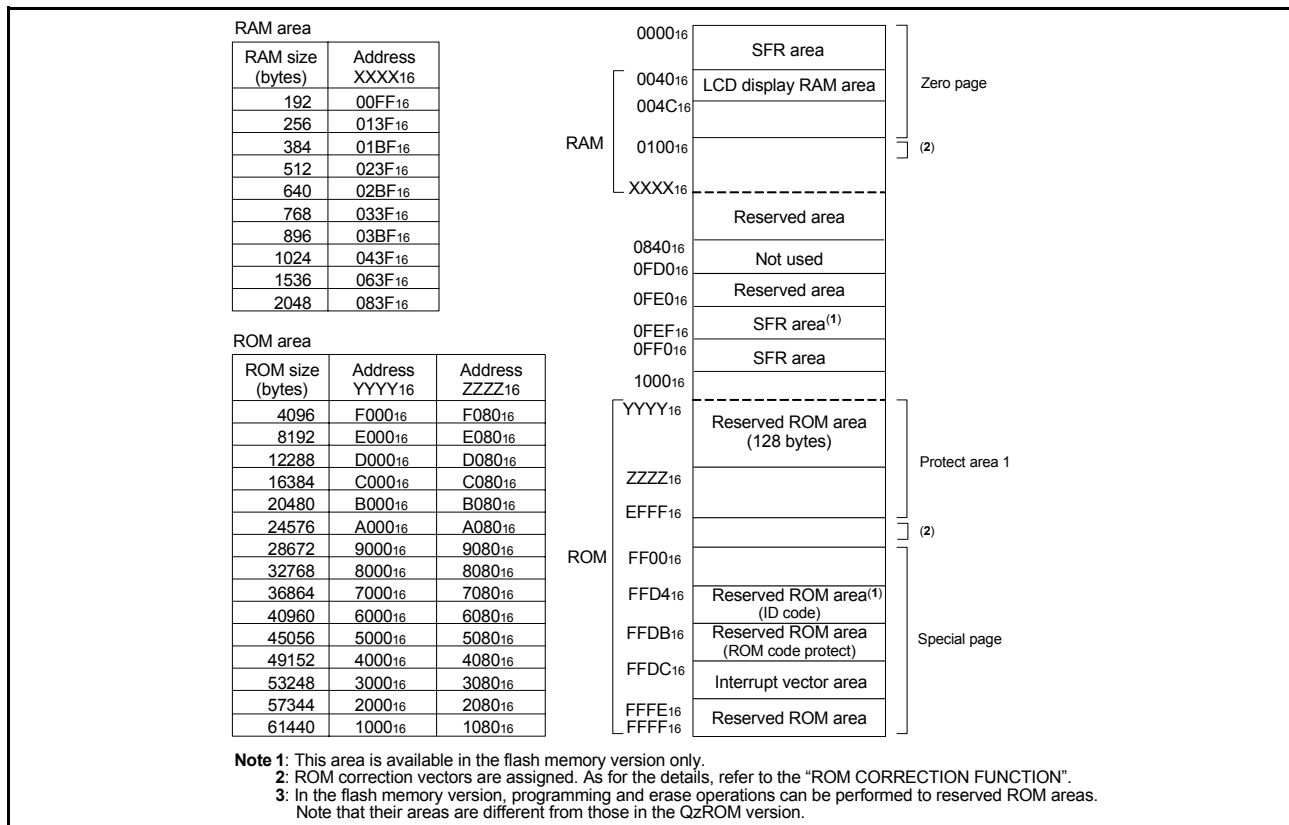 RAM area
RAM size (bytes) Address XXXX16
192 00FF16
256 013F16
384 01BF16
512 023F16
640 02BF16
768 033F16
896 03BF16
1024 043F16
1536 063F16
2048 083F16
ROM area
ROM size (bytes) Address YYYY16 Address ZZZZ16
4096 F00016 F08016
8192 E00016 E08016
12288 D00016 D08016
16384 C00016 C08016
20480 B00016 B08016
24576 A00016 A08016
28672 900016 908016
32768 800016 808016
36864 700016 708016
40960 600016 608016
45056 500016 508016
49152 400016 408016
53248 300016 308016
57344 200016 208016
61440 100016 108016
000016
SFR area
004016
LCD display RAM area
Zero page
004C16
RAM
010016
(2)
XXXX16
Reserved area
084016
Not used
0FD016
Reserved area
0FE016
SFR area(1)
0FEF16
0FF016
SFR area
100016
YYYY16
Reserved ROM area
(128 bytes)
Protect area 1
ZZZZ16
EFFF16
(2)
ROM
FF0016
FFD416
Reserved ROM area(1)
(ID code)
FFDB16
Reserved ROM area
(ROM code protect)
Special page
FFDC16
Interrupt vector area
FFFE16
Reserved ROM area
FFFF16
Note 1: This area is available in the flash memory version only.
2: ROM correction vectors are assigned. As for the details, refer to the “ROM CORRECTION FUNCTION”.
3: In the flash memory version, programming and erase operations can be performed to reserved ROM areas.
Note that their areas are different from those in the QzROM version.